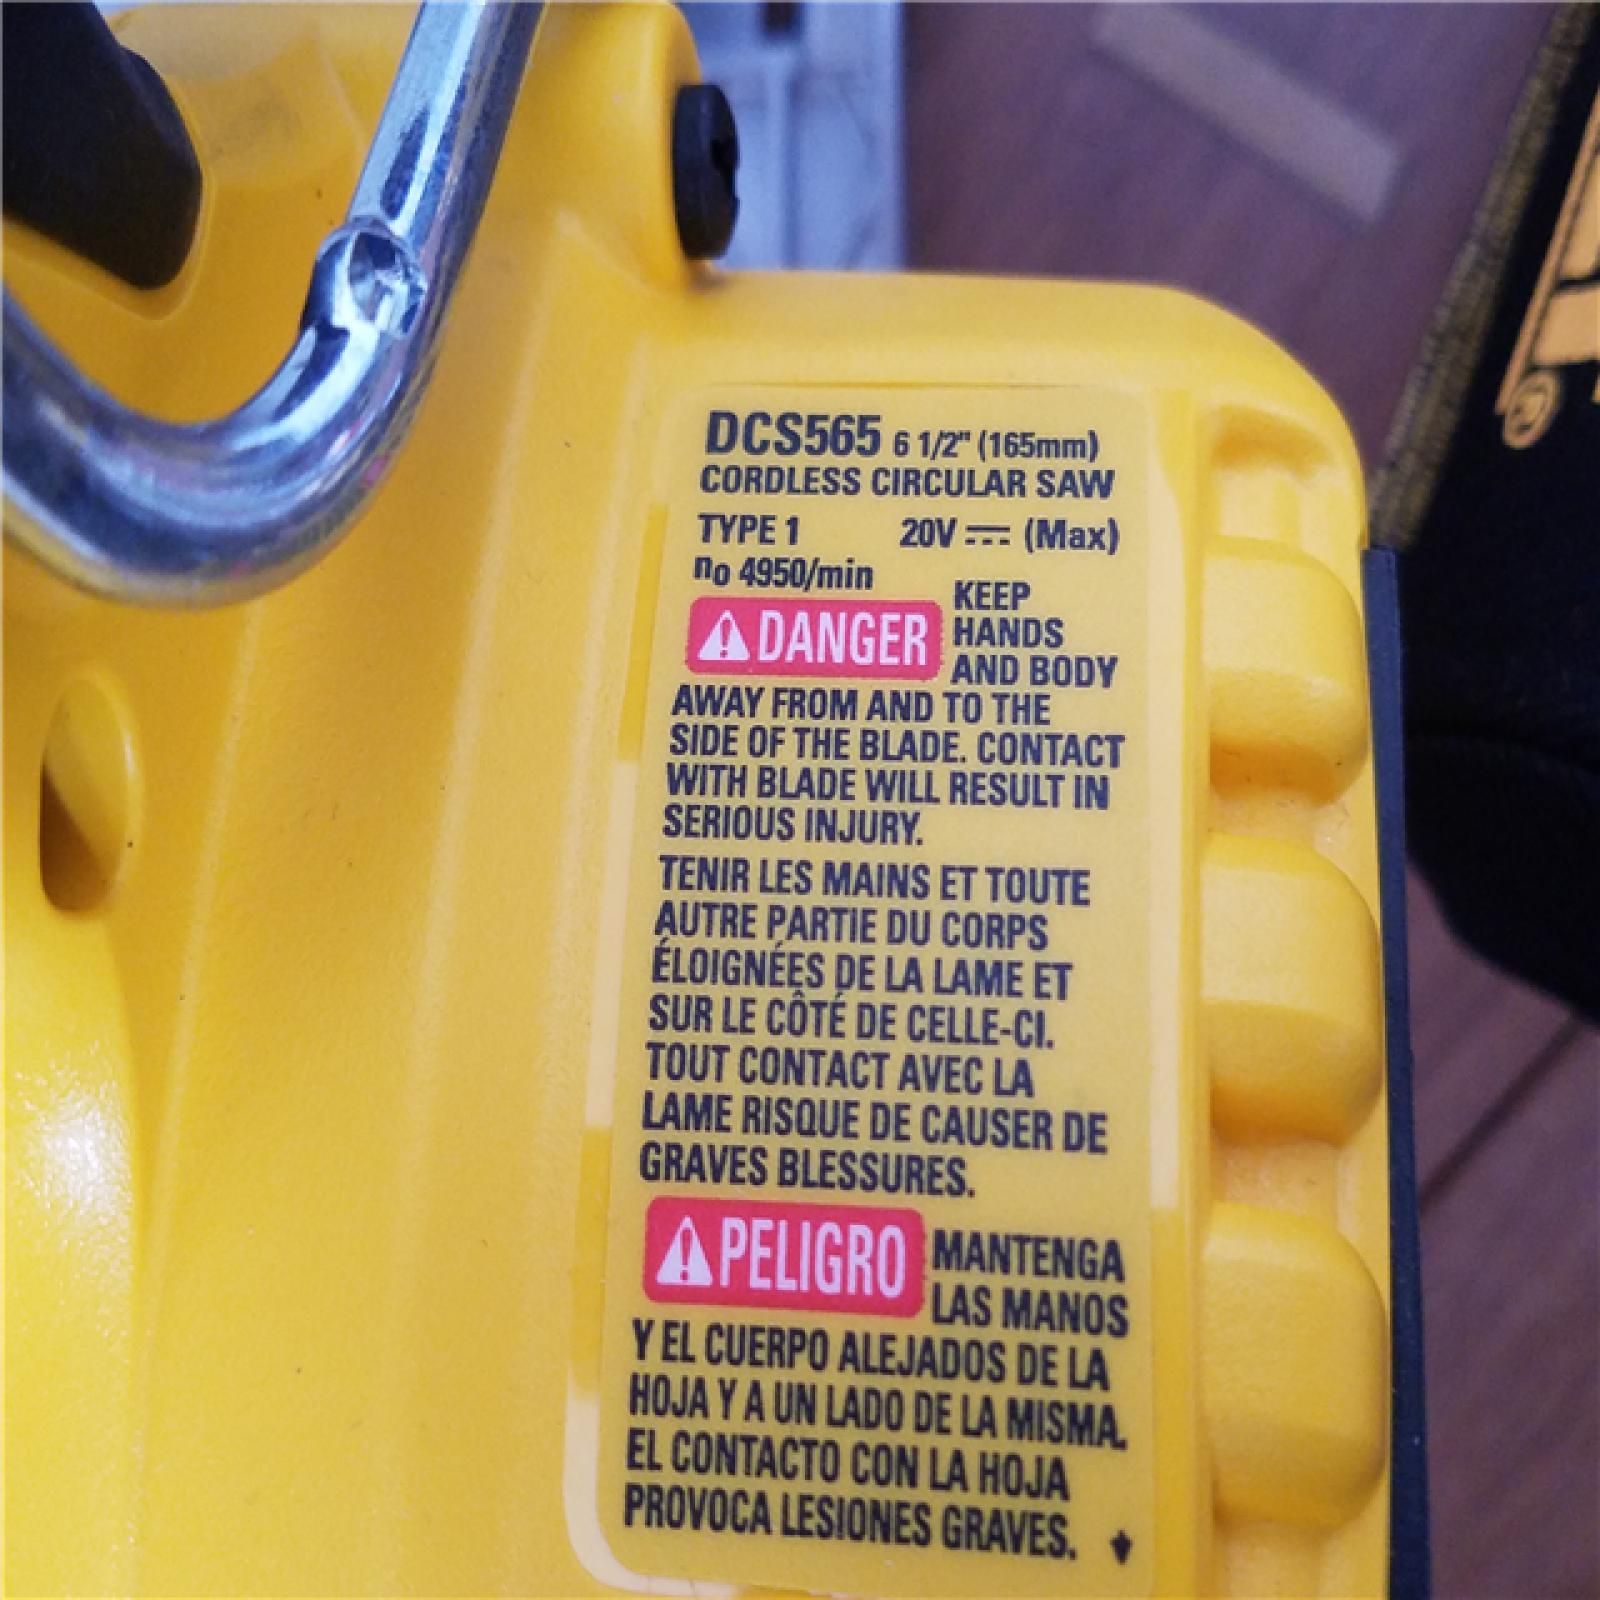 DCS565 6 1/2" (165mm)
CORDLESS CIRCULAR SAW
TYPE 1 20V ⎓ (Max)
no 4950/min
DANGER KEEP
HANDS
AND BODY
AWAY FROM AND TO THE
SIDE OF THE BLADE. CONTACT
WITH BLADE WILL RESULT IN
SERIOUS INJURY.
TENIR LES MAINS ET TOUTE
AUTRE PARTIE DU CORPS
ÉLOIGNÉES DE LA LAME ET
SUR LE CÔTÉ DE CELLE-CI.
TOUT CONTACT AVEC LA
LAME RISQUE DE CAUSER DE
GRAVES BLESSURES.
PELIGRO MANTENGA
LAS MANOS
Y EL CUERPO ALEJADOS DE LA
HOJA Y A UN LADO DE LA MISMA.
EL CONTACTO CON LA HOJA
PROVOCA LESIONES GRAVES.